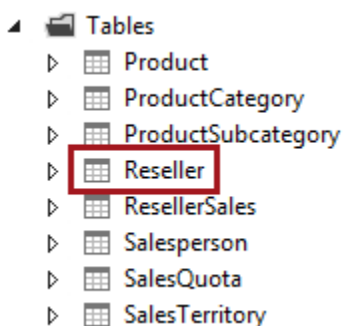 Tables
Product
ProductCategory
ProductSubcategory
Reseller
ResellerSales
Salesperson
SalesQuota
SalesTerritory